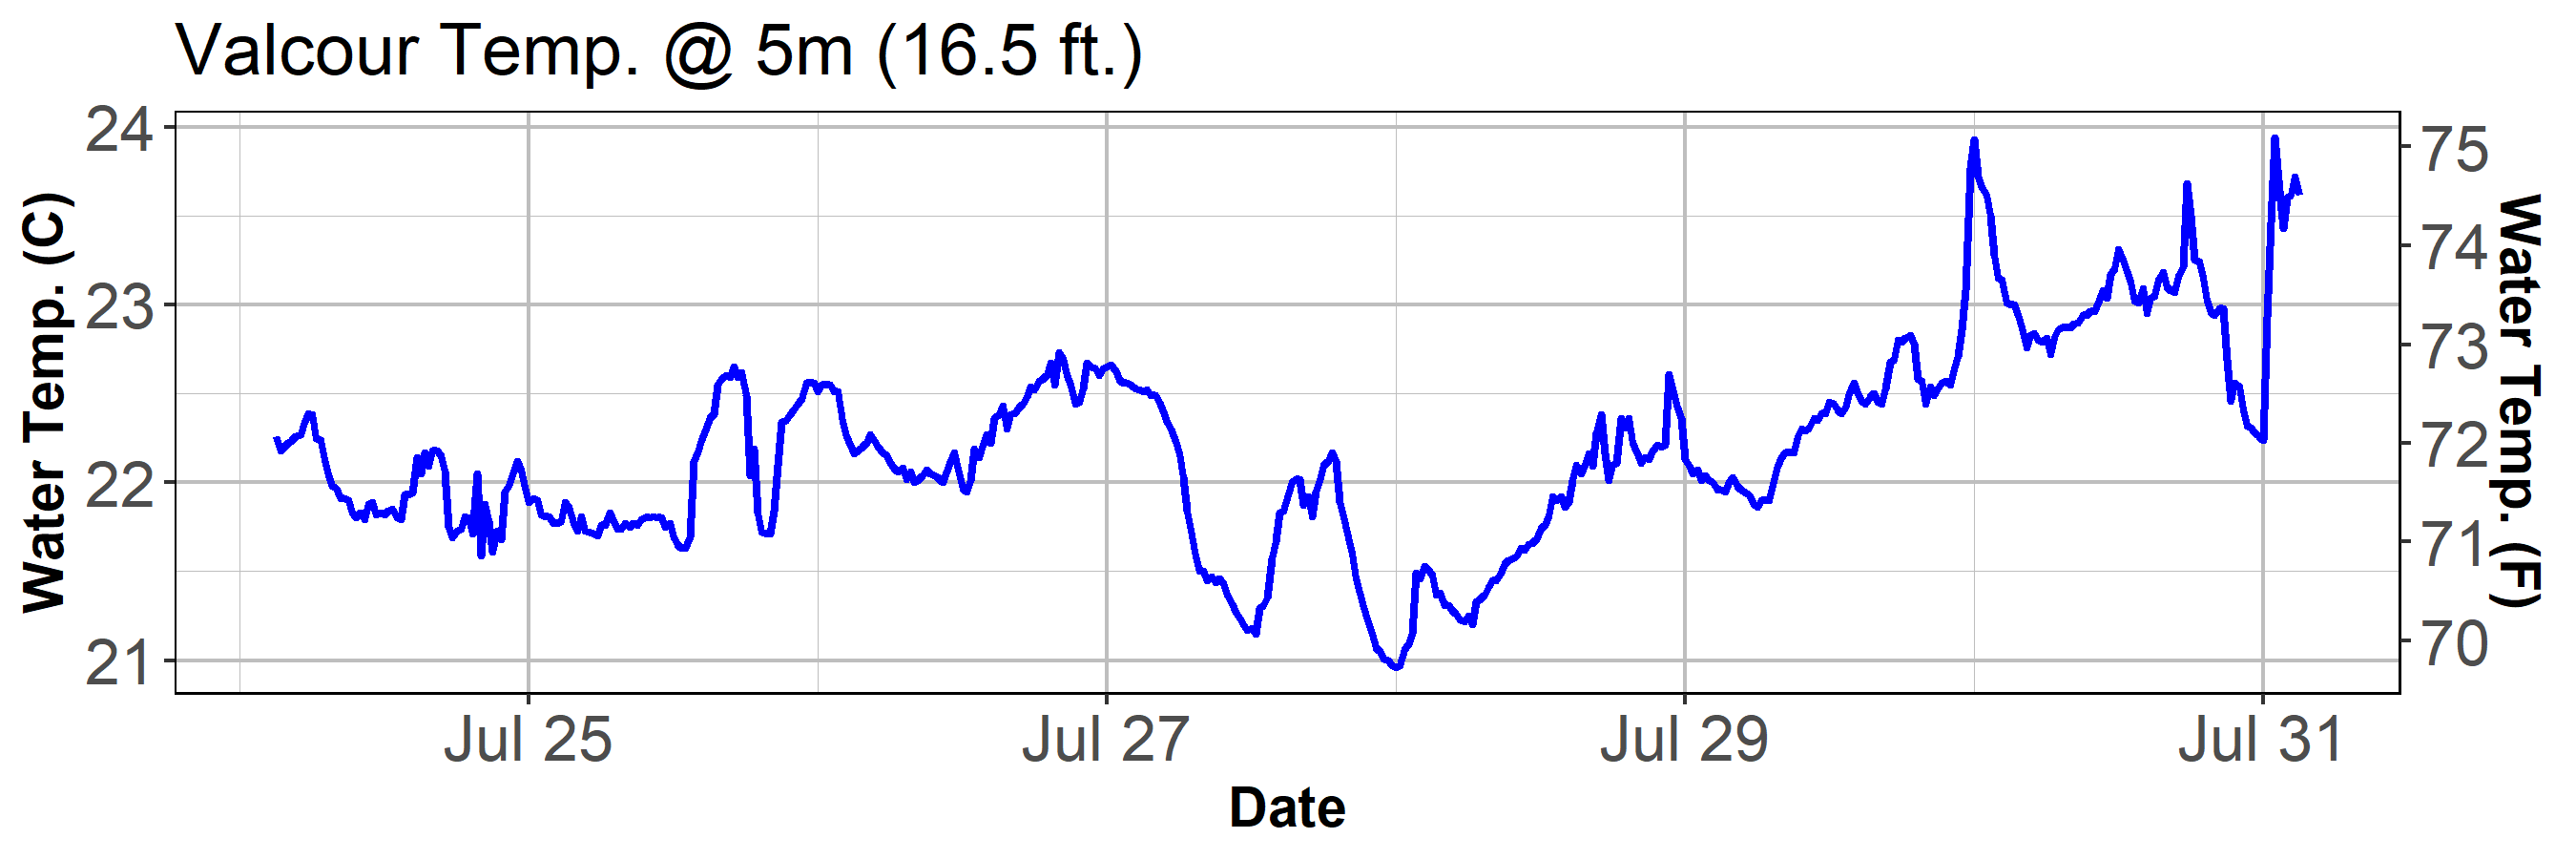 Valcour Temp. @ 5m (16.5 ft.)
Water Temp. (C)
24
23
22
21
75
74
73
72
71
70
Water Temp. (F)
Jul 25 Jul 27 Jul 29 Jul 31
Date